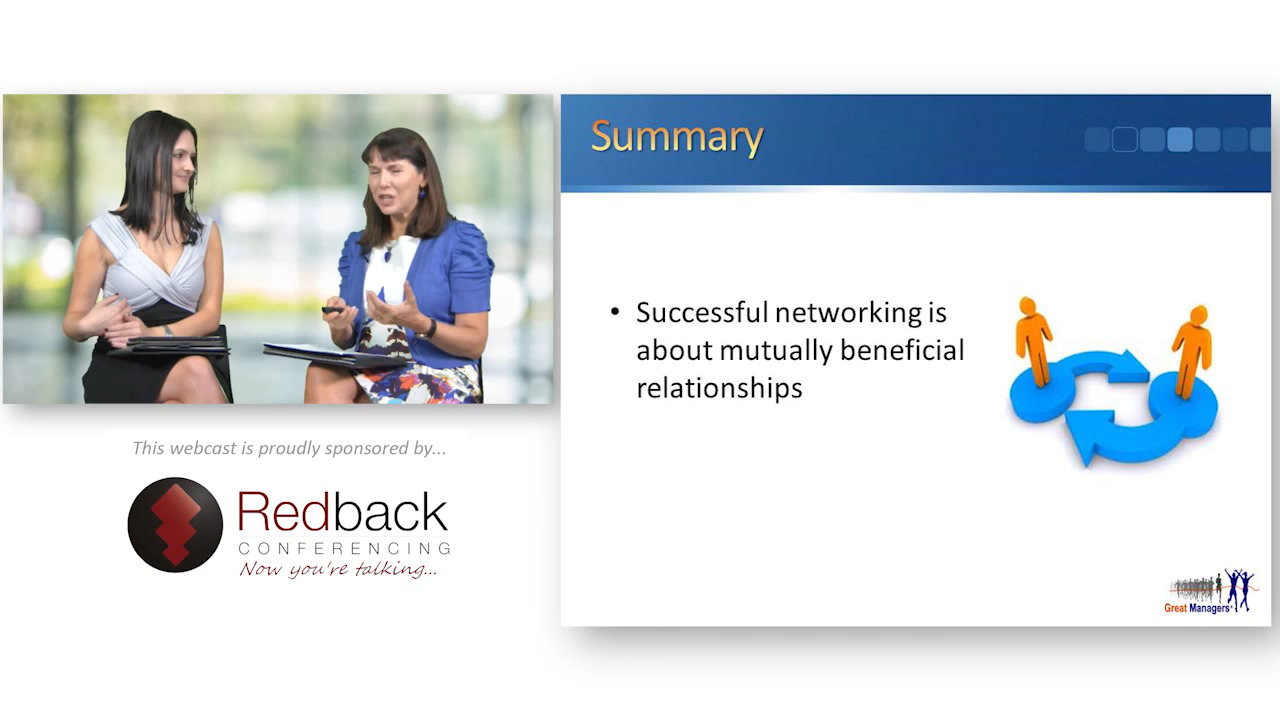 This webcast is proudly sponsored by...
Redback
CONFERENCING
Now you're talking...
Summary
• Successful networking is
about mutually beneficial
relationships
Great Managers®